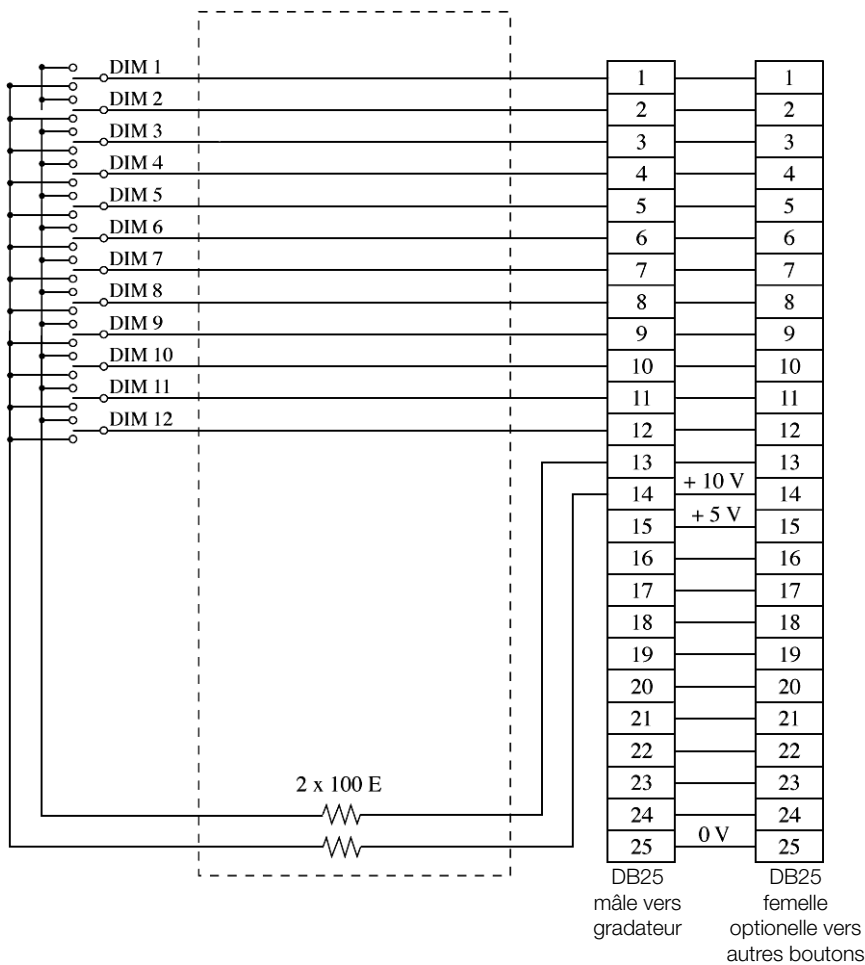 DIM 1 1 1
DIM 2 2 2
DIM 3 3 3
DIM 4 4 4
DIM 5 5 5
DIM 6 6 6
DIM 7 7 7
DIM 8 8 8
DIM 9 9 9
DIM 10 10 10
DIM 11 11 11
DIM 12 12 12
13 13
+ 10 V
14 14
+ 5 V
15 15
16 16
17 17
18 18
19 19
20 20
21 21
22 22
2 x 100 E 23 23
24 24
0 V
25 25
DB25
mâle vers
gradateur
DB25
femelle
optionelle vers
autres boutons